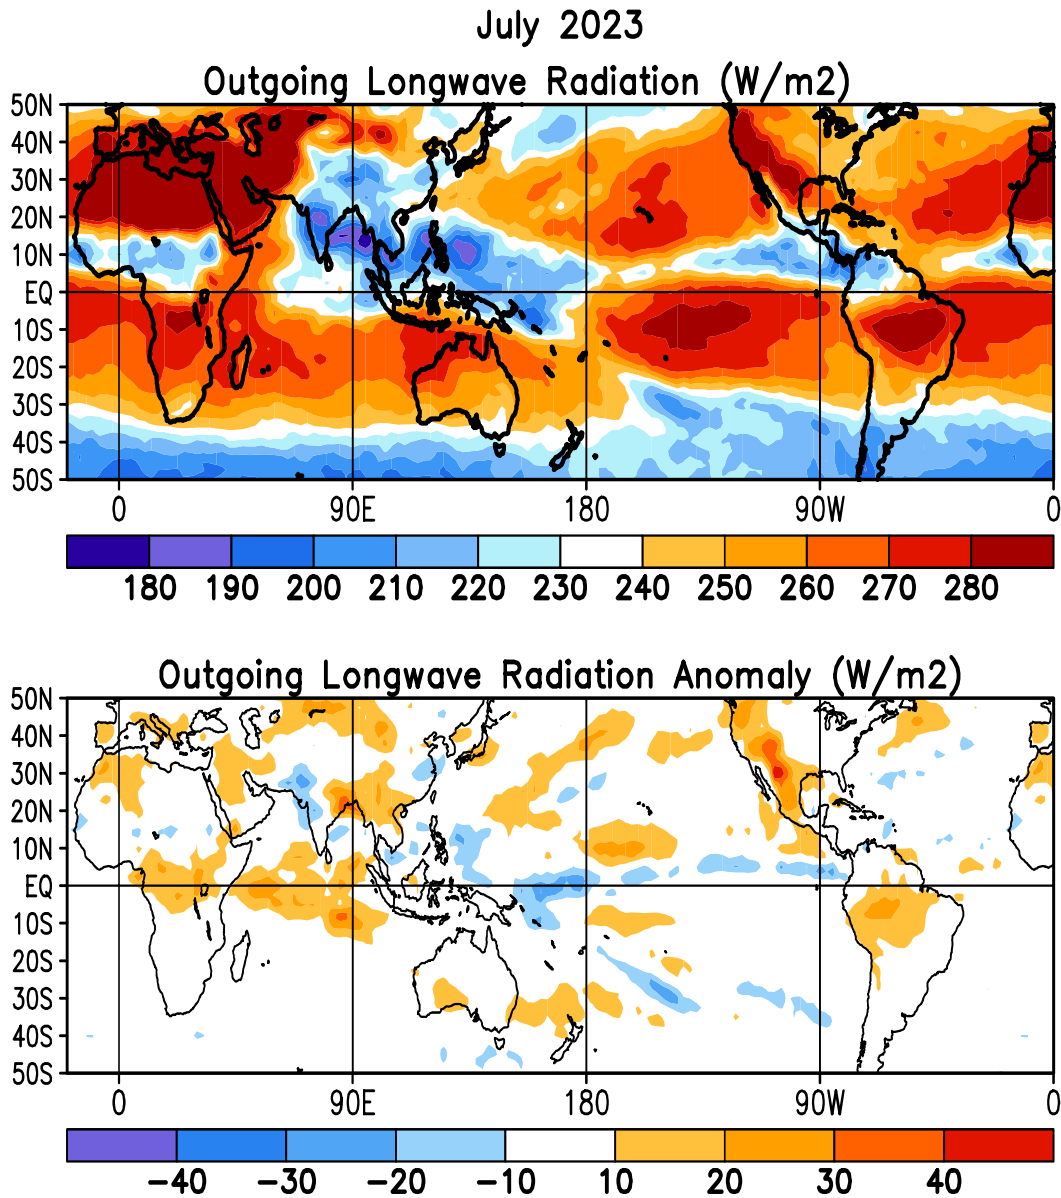 July 2023
Outgoing Longwave Radiation (W/m2)
50N
40N
30N
20N
10N
EQ
10S
20S
30S
40S
50S
0 90E 180 90W 0
180 190 200 210 220 230 240 250 260 270 280
Outgoing Longwave Radiation Anomaly (W/m2)
50N
40N
30N
20N
10N
EQ
10S
20S
30S
40S
50S
0 90E 180 90W 0
−40 −30 −20 −10 10 20 30 40